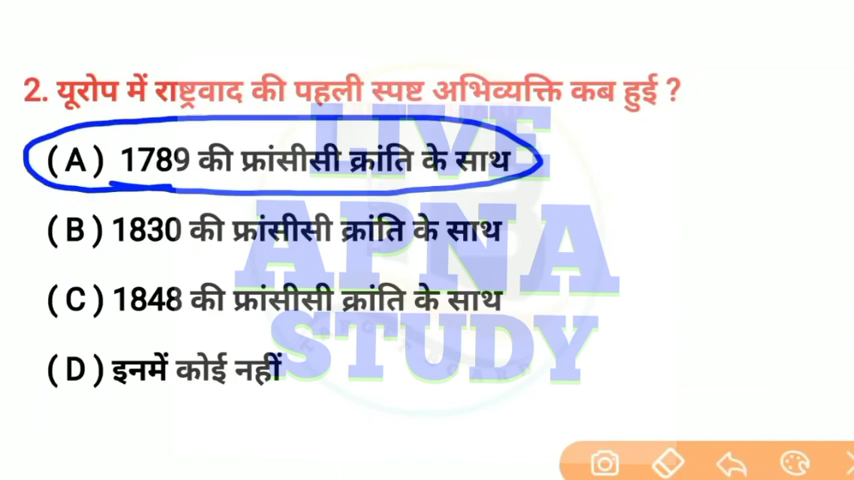 2. यूरोप में राष्ट्रवाद की पहली स्पष्ट अभिव्यक्ति कब हुई ?
( A ) 1789 की फ्रांसीसी क्रांति के साथ
( B ) 1830 की फ्रांसीसी क्रांति के साथ
( C ) 1848 की फ्रांसीसी क्रांति के साथ
( D ) इनमें कोई नहीं
LIVE
APNA
STUDY